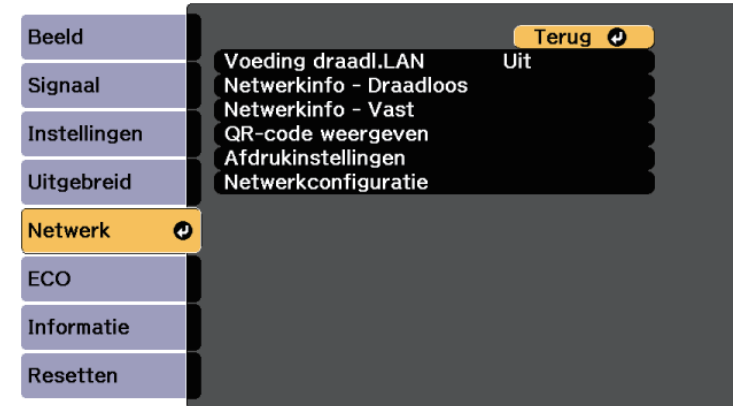 Beeld
Signaal
Instellingen
Uitgebreid
Netwerk
ECO
Informatie
Resetten
Terug
Voeding draadl.LAN Uit
Netwerkinfo - Draadloos
Netwerkinfo - Vast
QR-code weergeven
Afdrukinstellingen
Netwerkconfiguratie